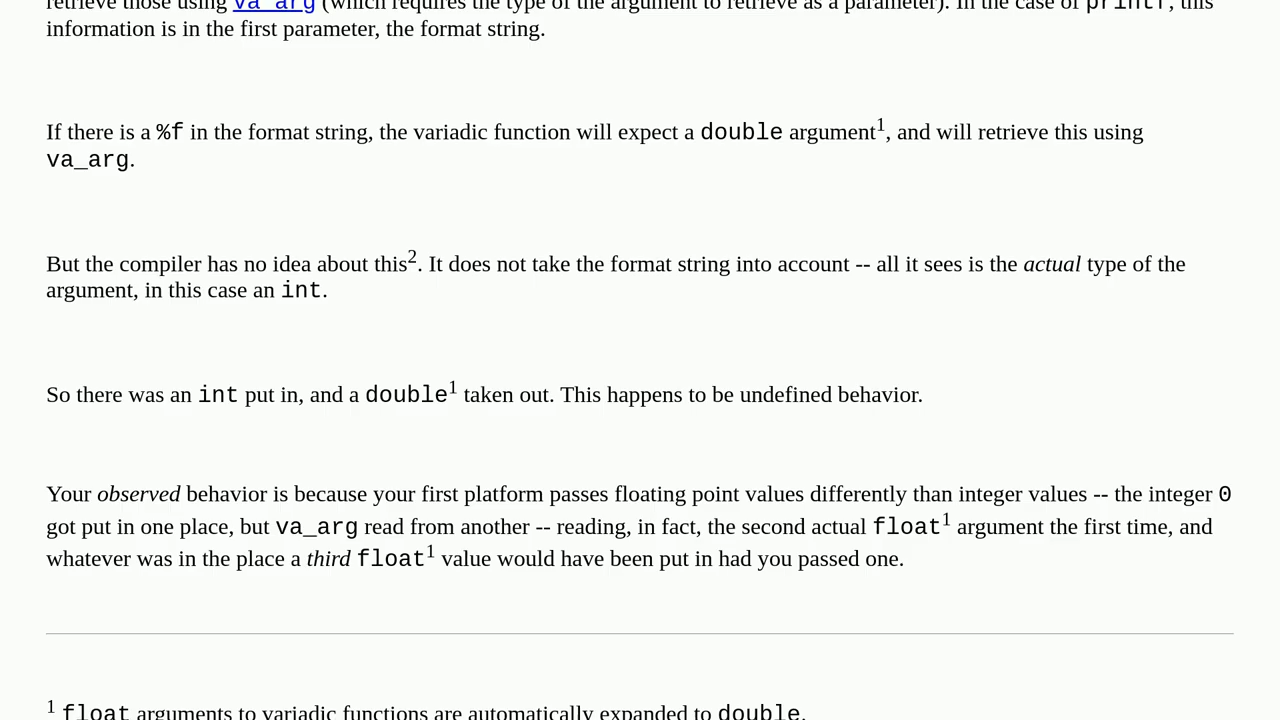 retrieve those using va_arg (which requires the type of the argument to retrieve as a parameter). In the case of printf, this
information is in the first parameter, the format string.
If there is a %f in the format string, the variadic function will expect a double argument1, and will retrieve this using
va_arg.
But the compiler has no idea about this2. It does not take the format string into account -- all it sees is the actual type of the
argument, in this case an int.
So there was an int put in, and a double1 taken out. This happens to be undefined behavior.
Your observed behavior is because your first platform passes floating point values differently than integer values -- the integer 0
got put in one place, but va_arg read from another -- reading, in fact, the second actual float1 argument the first time, and
whatever was in the place a third float1 value would have been put in had you passed one.
1 float arguments to variadic functions are automatically expanded to double.